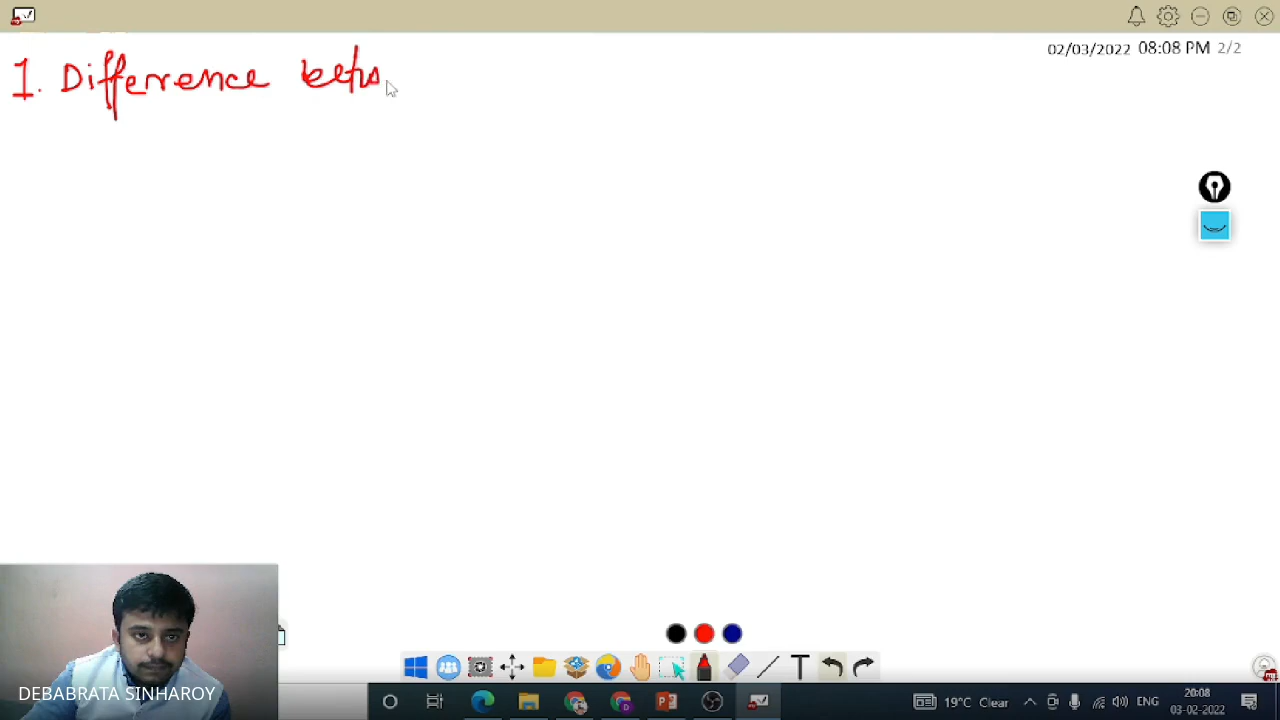 02/03/2022 08:08 PM 2/2
1. Difference betw
DEBABRATA SINHAROY
T
19°C Clear
ENG
20:08
03-02-2022